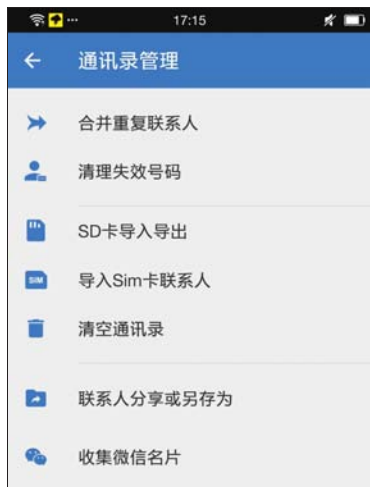 17:15
通讯录管理
合并重复联系人
清理失效号码
SD卡导入导出
SIM
导入Sim卡联系人
清空通讯录
联系人分享或另存为
收集微信名片